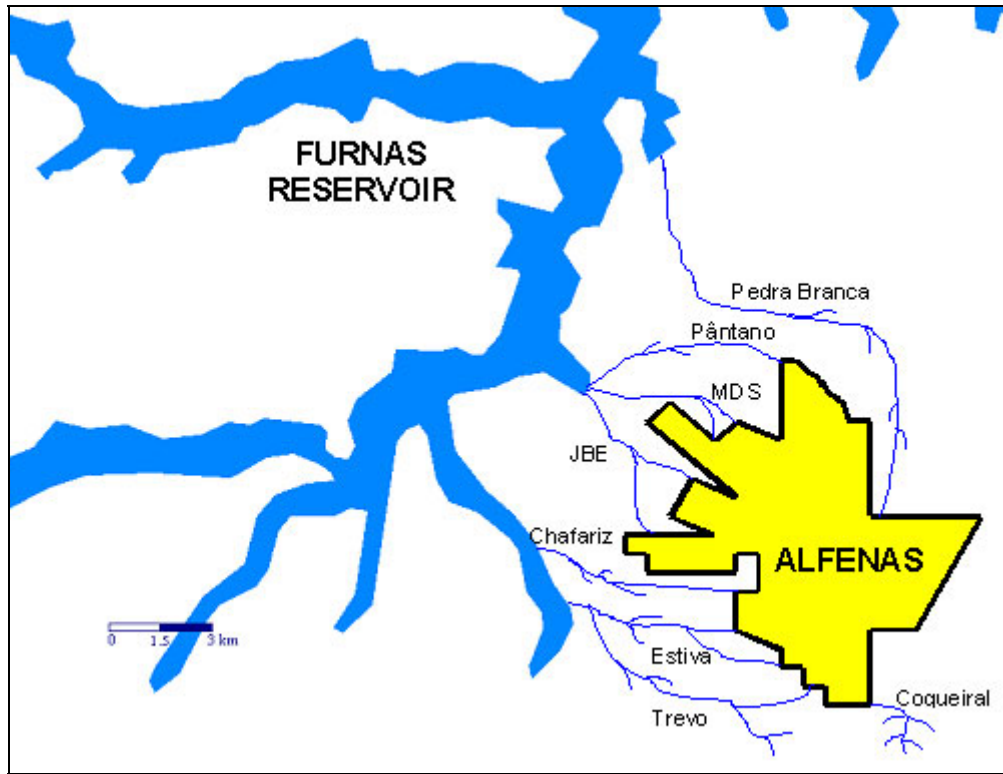 FURNAS
RESERVOIR
Pedra Branca
Pântano
MDS
JBE
Chafariz
ALFENAS
0 1.5 3 km
Estiva
Coqueiral
Trevo